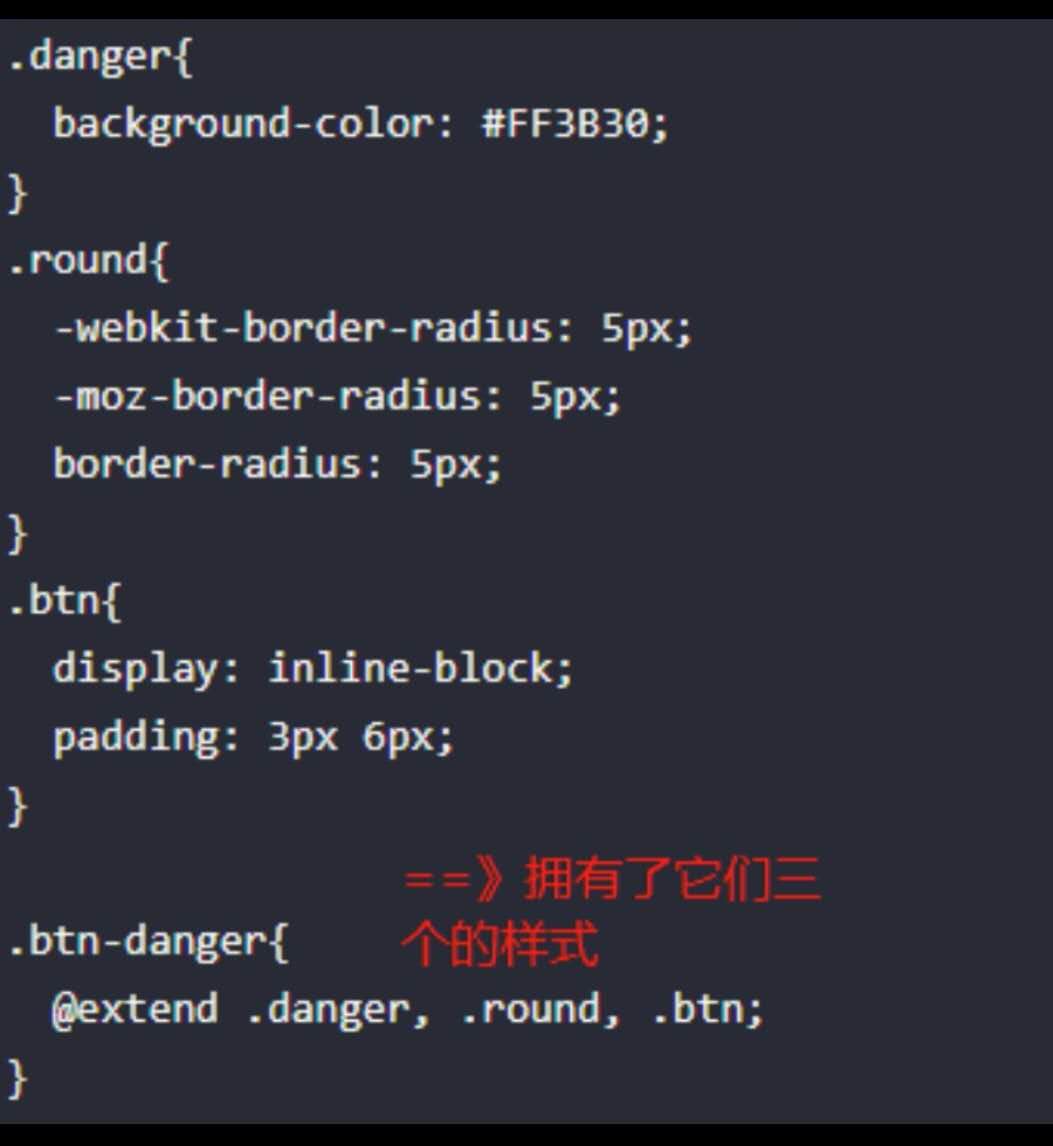 .danger{
  background-color: #FF3B30;
}
.round{
  -webkit-border-radius: 5px;
  -moz-border-radius: 5px;
  border-radius: 5px;
}
.btn{
  display: inline-block;
  padding: 3px 6px;
}
==》拥有了它们三
个的样式
.btn-danger{
  @extend .danger, .round, .btn;
}